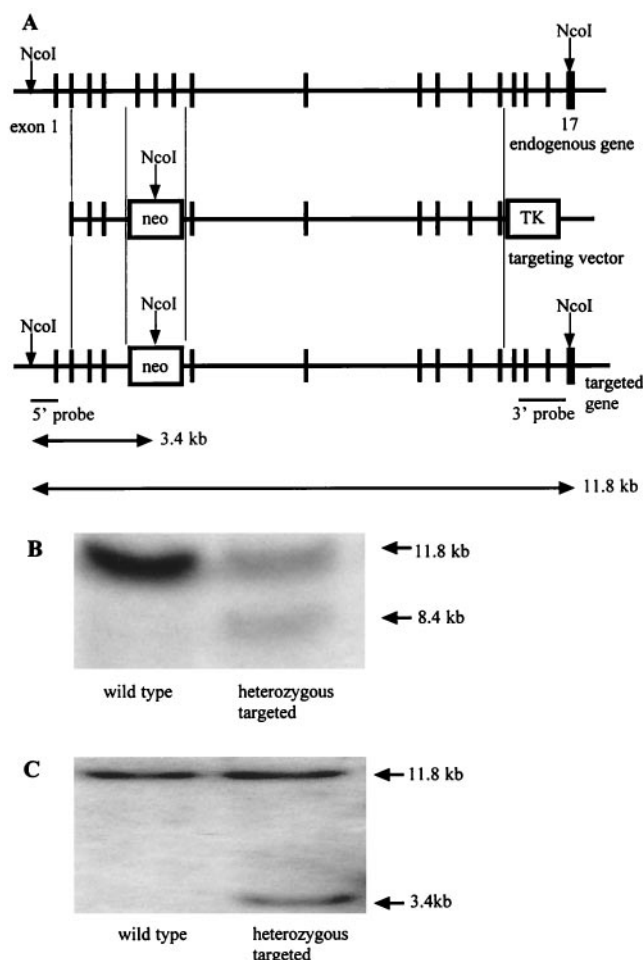 A
NcoI
NcoI
exon 1
17
endogenous gene
NcoI
neo
TK
targeting vector
NcoI
NcoI
NcoI
neo
targeted
gene
5' probe
3' probe
3.4 kb
11.8 kb
B
11.8 kb
8.4 kb
wild type
heterozygous
targeted
C
11.8 kb
3.4kb
wild type
heterozygous
targeted